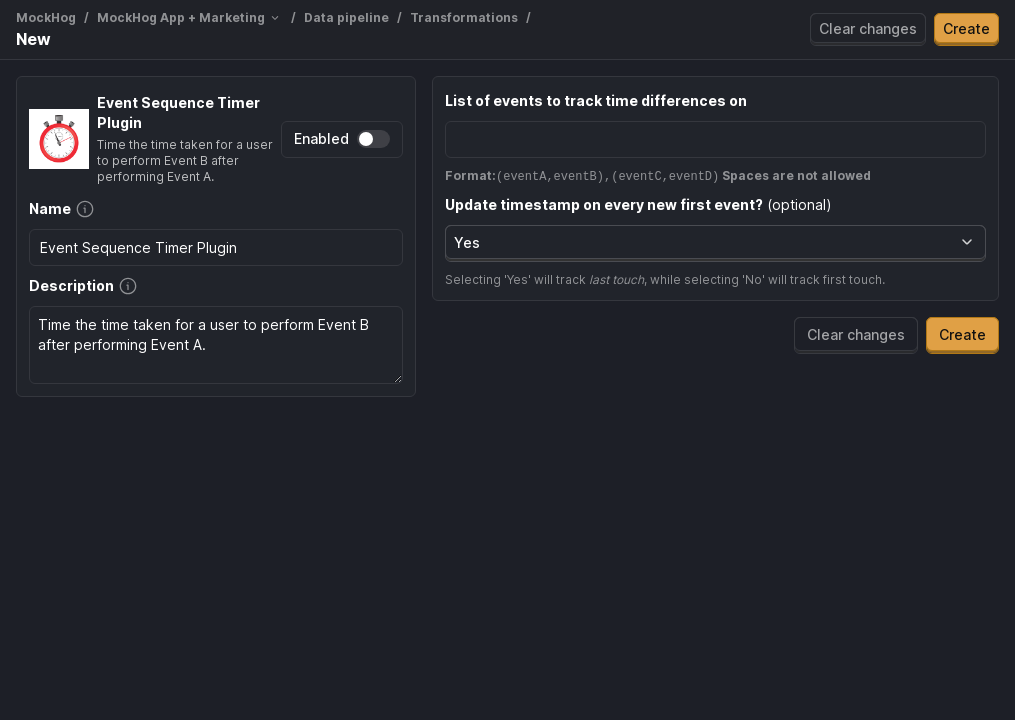 MockHog / MockHog App + Marketing / Data pipeline / Transformations /
New
Clear changes
Create
Event Sequence Timer
Plugin
Time the time taken for a user
to perform Event B after
performing Event A.
Enabled
Name
Event Sequence Timer Plugin
Description
Time the time taken for a user to perform Event B
after performing Event A.
List of events to track time differences on
Format:(eventA,eventB),(eventC,eventD) Spaces are not allowed
Update timestamp on every new first event? (optional)
Yes
Selecting 'Yes' will track last touch, while selecting 'No' will track first touch.
Clear changes
Create